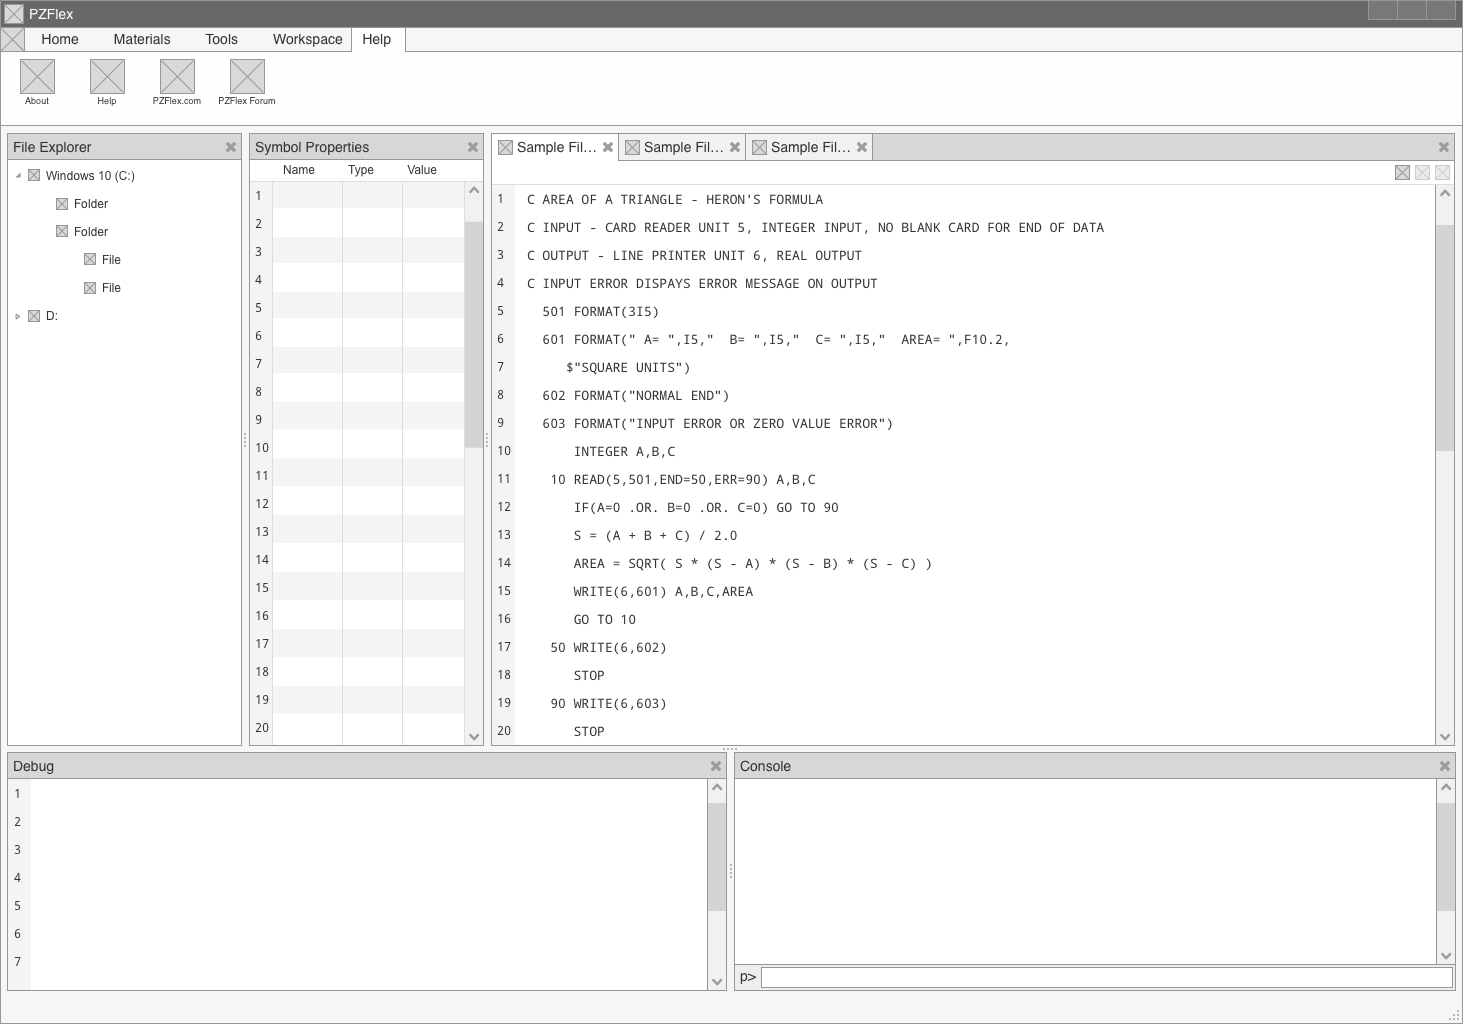 PZFlex
Home Materials Tools Workspace Help
About Help PZFlex.com PZFlex Forum
File Explorer
Windows 10 (C:)
Folder
Folder
File
File
D:
Symbol Properties
Name Type Value
1
2
3
4
5
6
7
8
9
10
11
12
13
14
15
16
17
18
19
20
Sample Fil... Sample Fil... Sample Fil...
1 C AREA OF A TRIANGLE - HERON'S FORMULA
2 C INPUT - CARD READER UNIT 5, INTEGER INPUT, NO BLANK CARD FOR END OF DATA
3 C OUTPUT - LINE PRINTER UNIT 6, REAL OUTPUT
4 C INPUT ERROR DISPAYS ERROR MESSAGE ON OUTPUT
5   501 FORMAT(3I5)
6   601 FORMAT(" A= ",I5,"  B= ",I5,"  C= ",I5,"  AREA= ",F10.2,
7      $"SQUARE UNITS")
8   602 FORMAT("NORMAL END")
9   603 FORMAT("INPUT ERROR OR ZERO VALUE ERROR")
10       INTEGER A,B,C
11    10 READ(5,501,END=50,ERR=90) A,B,C
12       IF(A=0 .OR. B=0 .OR. C=0) GO TO 90
13       S = (A + B + C) / 2.0
14       AREA = SQRT( S * (S - A) * (S - B) * (S - C) )
15       WRITE(6,601) A,B,C,AREA
16       GO TO 10
17    50 WRITE(6,602)
18       STOP
19    90 WRITE(6,603)
20       STOP
Debug
1
2
3
4
5
6
7
Console
p>